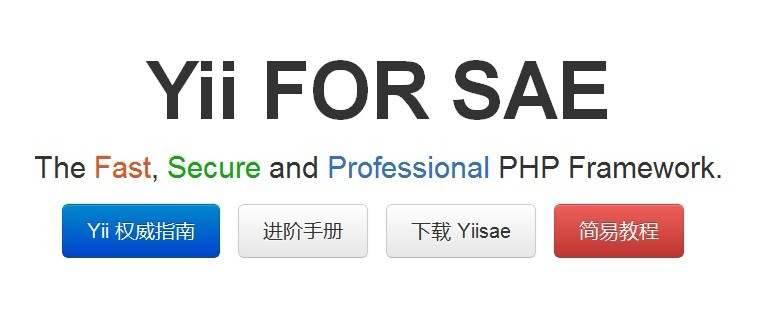 Yii FOR SAE
The Fast, Secure and Professional PHP Framework.
Yii 权威指南 进阶手册 下载 Yiisae 简易教程